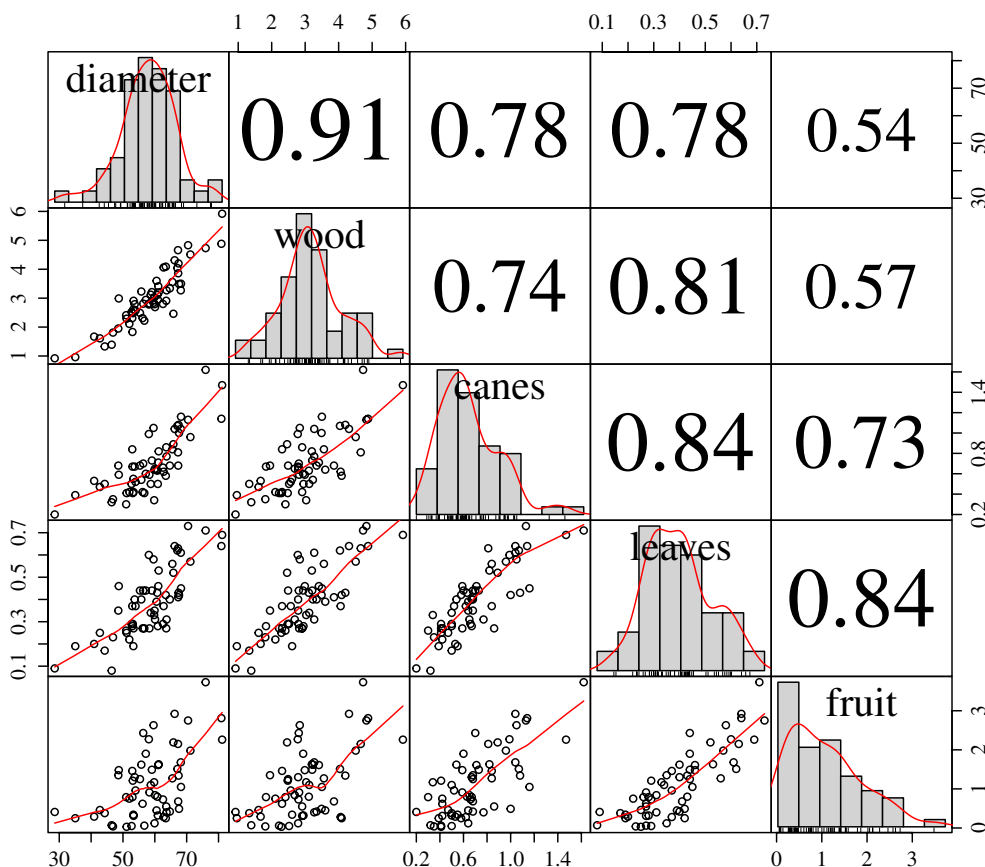 1 2 3 4 5 6 0.1 0.3 0.5 0.7
diameter 0.91 0.78 0.78 0.54
30 50 70
1 2 3 4 5 6
wood 0.74 0.81 0.57
canes 0.84 0.73
0.2 0.8 1.4
0.1 0.3 0.5 0.7
leaves 0.84
fruit
0 1 2 3
30 50 70 0.2 0.6 1.0 1.4 0 1 2 3